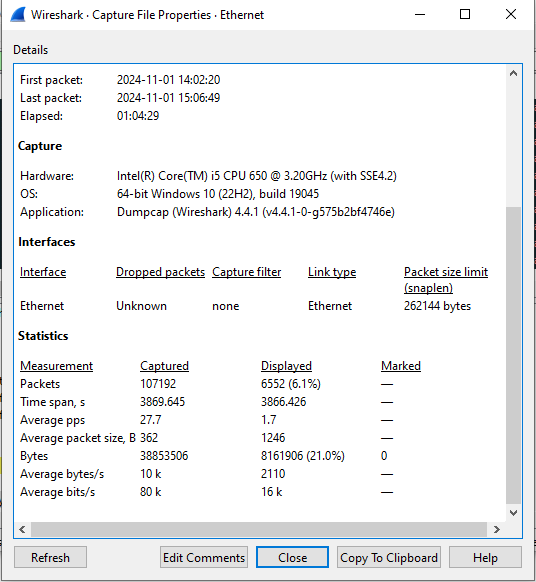 Wireshark · Capture File Properties · Ethernet
Details
First packet: 2024-11-01 14:02:20
Last packet: 2024-11-01 15:06:49
Elapsed: 01:04:29
Capture
Hardware: Intel(R) Core(TM) i5 CPU 650 @ 3.20GHz (with SSE4.2)
OS: 64-bit Windows 10 (22H2), build 19045
Application: Dumpcap (Wireshark) 4.4.1 (v4.4.1-0-g575b2bf4746e)
Interfaces
Interface Dropped packets Capture filter Link type Packet size limit
(snaplen)
Ethernet Unknown none Ethernet 262144 bytes
Statistics
Measurement Captured Displayed Marked
Packets 107192 6552 (6.1%) —
Time span, s 3869.645 3866.426 —
Average pps 27.7 1.7 —
Average packet size, B 362 1246 —
Bytes 38853506 8161906 (21.0%) 0
Average bytes/s 10 k 2110 —
Average bits/s 80 k 16 k —
Refresh Edit Comments Close Copy To Clipboard Help